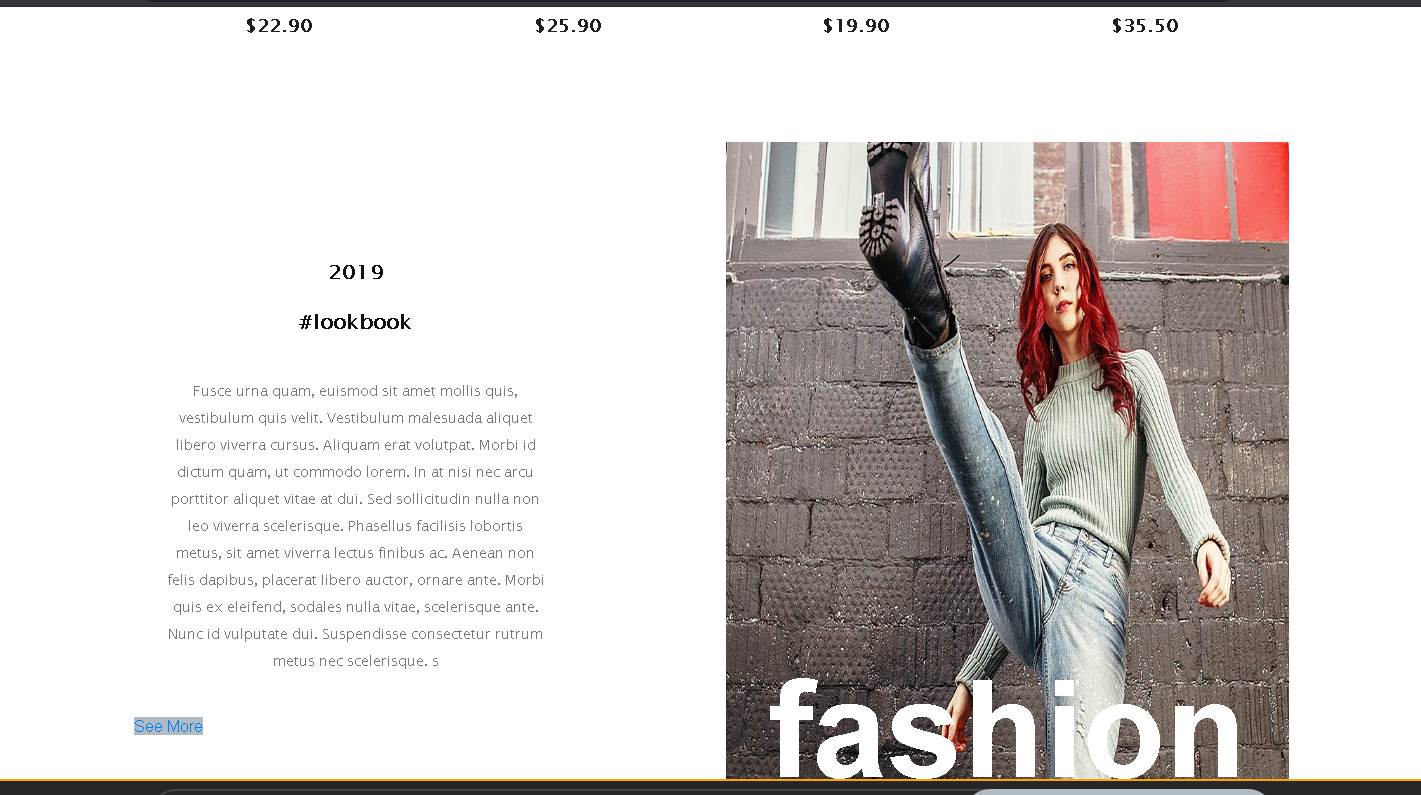 $22.90 $25.90 $19.90 $35.50
2019
#lookbook
Fusce urna quam, euismod sit amet mollis quis,
vestibulum quis velit. Vestibulum malesuada aliquet
libero viverra cursus. Aliquam erat volutpat. Morbi id
dictum quam, ut commodo lorem. In at nisi nec arcu
porttitor aliquet vitae at dui. Sed sollicitudin nulla non
leo viverra scelerisque. Phasellus facilisis lobortis
metus, sit amet viverra lectus finibus ac. Aenean non
felis dapibus, placerat libero auctor, ornare ante. Morbi
quis ex eleifend, sodales nulla vitae, scelerisque ante.
Nunc id vulputate dui. Suspendisse consectetur rutrum
metus nec scelerisque. s
See More
fashion